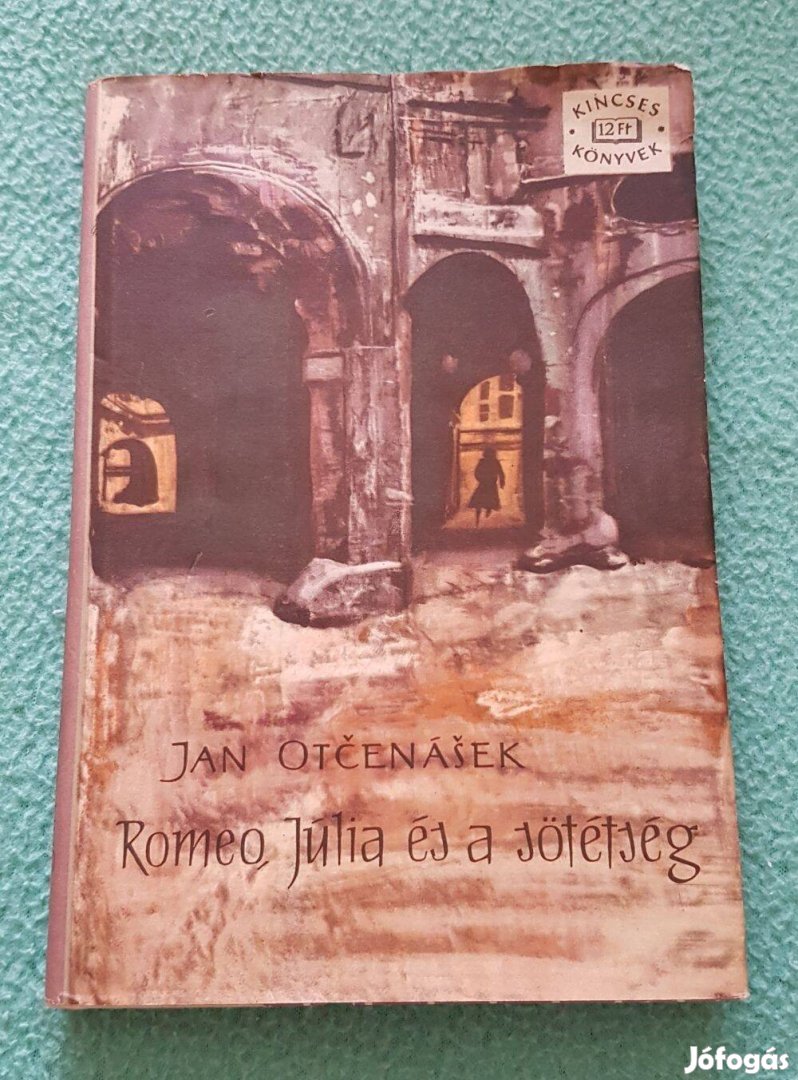 KINCSES
12 Ft
KÖNYVEK
JAN OTČENÁŠEK
Romeo, Júlia és a sötétség
Jófogás